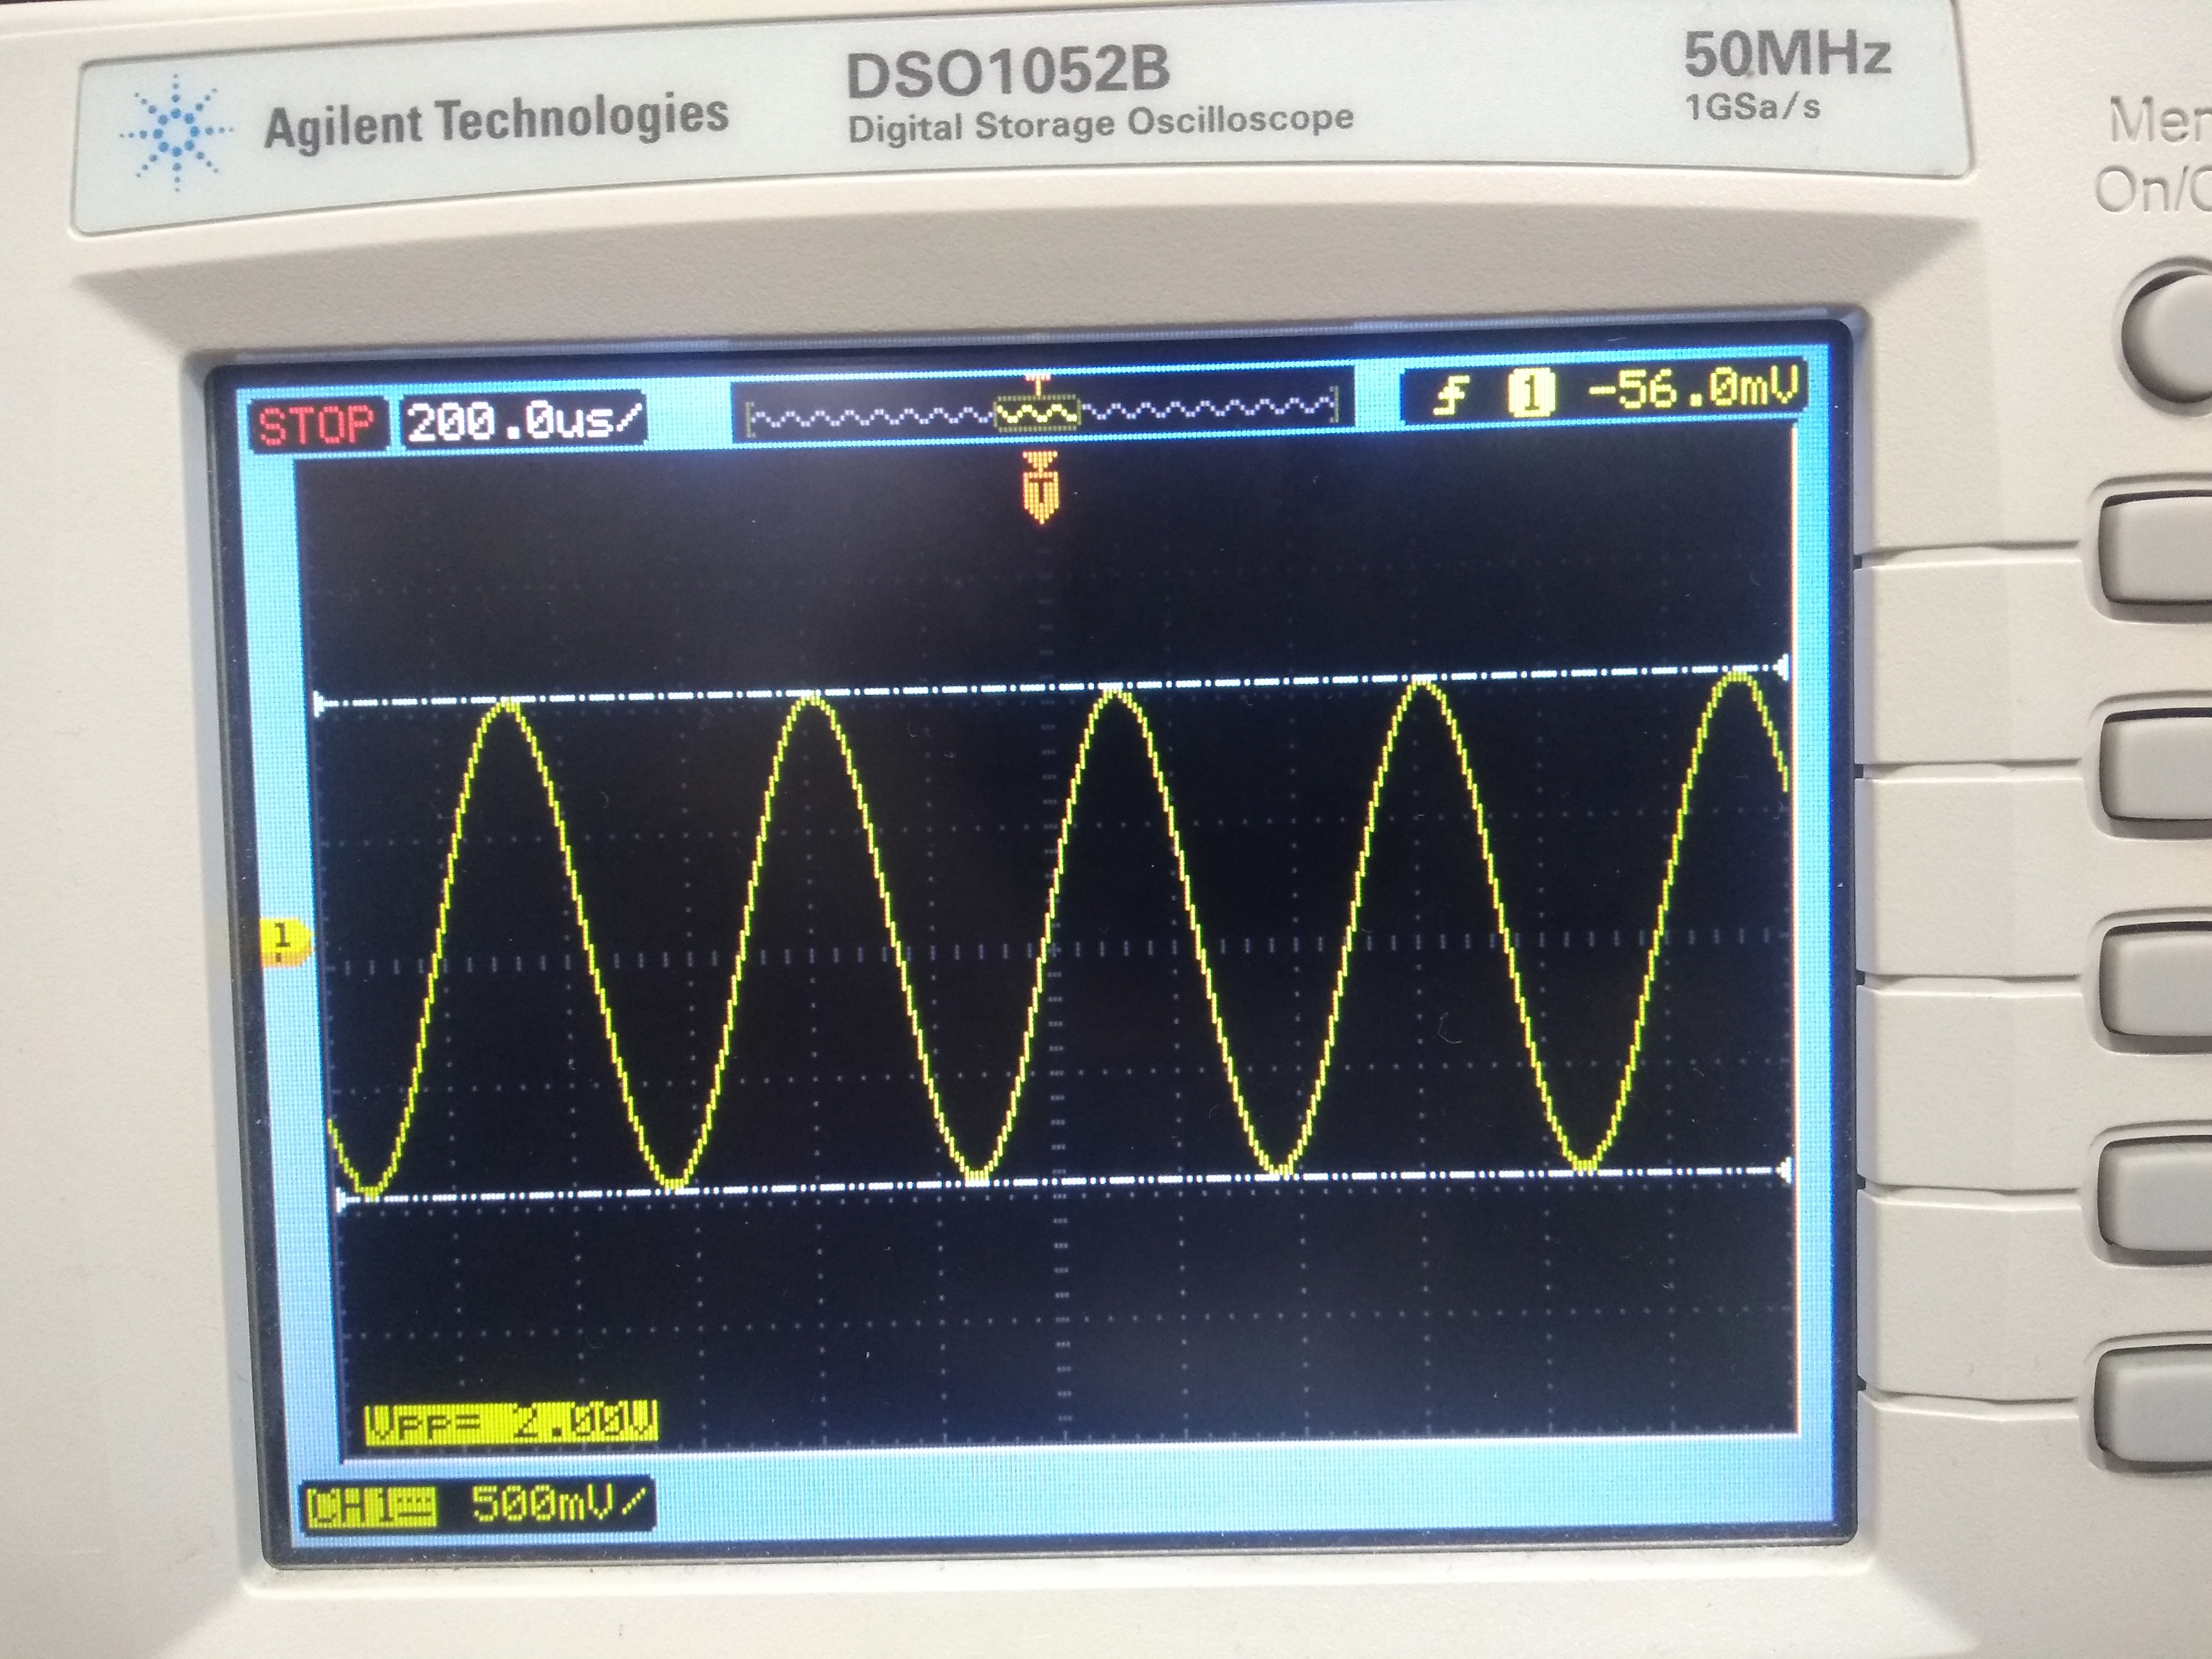 Agilent Technologies
DSO1052B
Digital Storage Oscilloscope
50MHz
1GSa/s
On/
STOP
200.0us/
1 -56.0mV
T
1
Vpp= 2.00V
CH1 500mV/